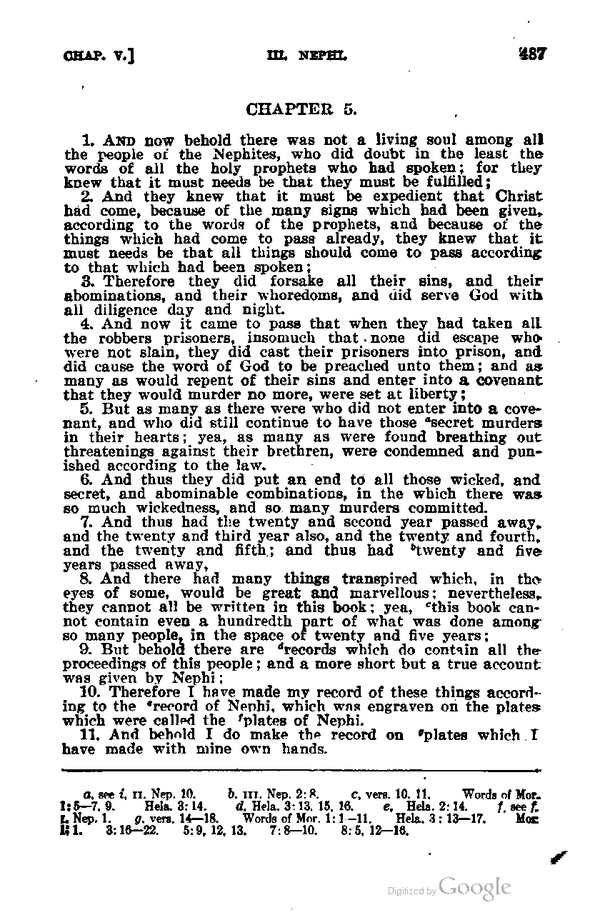 CHAP. V.] III. NEPHI. 487
CHAPTER 5.
1. AND now behold there was not a living soul among all
the people of the Nephites, who did doubt in the least the
words of all the holy prophets who had spoken; for they
knew that it must needs be that they must be fulfilled;
2. And they knew that it must be expedient that Christ
had come, because of the many signs which had been given,
according to the words of the prophets, and because of the
things which had come to pass already, they knew that it
must needs be that all things should come to pass according
to that which had been spoken;
3. Therefore they did forsake all their sins, and their
abominations, and their whoredoms, and did serve God with
all diligence day and night.
4. And now it came to pass that when they had taken all
the robbers prisoners, insomuch that none did escape who
were not slain, they did cast their prisoners into prison, and
did cause the word of God to be preached unto them; and as
many as would repent of their sins and enter into a covenant
that they would murder no more, were set at liberty;
5. But as many as there were who did not enter into a cove-
nant, and who did still continue to have those ᵃsecret murders
in their hearts; yea, as many as were found breathing out
threatenings against their brethren, were condemned and pun-
ished according to the law.
6. And thus they did put an end to all those wicked, and
secret, and abominable combinations, in the which there was
so much wickedness, and so many murders committed.
7. And thus had the twenty and second year passed away,
and the twenty and third year also, and the twenty and fourth,
and the twenty and fifth; and thus had ᵇtwenty and five
years passed away,
8. And there had many things transpired which, in the
eyes of some, would be great and marvellous; nevertheless,
they cannot all be written in this book; yea, ᶜthis book can-
not contain even a hundredth part of what was done among
so many people, in the space of twenty and five years;
9. But behold there are ᵈrecords which do contain all the
proceedings of this people; and a more short but a true account
was given by Nephi;
10. Therefore I have made my record of these things accord-
ing to the ᵉrecord of Nephi, which was engraven on the plates
which were called the ᶠplates of Nephi.
11. And behold I do make the record on ᵍplates which I
have made with mine own hands.
a, see i, II. Nep. 10. b. III. Nep. 2:8. c, vers. 10, 11. Words of Mor.
1:5—7, 9. Hela. 3:14. d, Hela. 3:13, 15, 16. e, Hela. 2:14. f, see f,
I. Nep. 1. g. vers. 14—18. Words of Mor. 1:1—11. Hela. 3:13—17. Mor.
1:1. 3:16—22. 5:9, 12, 13. 7:8—10. 8:5, 12—16.
Digitized by Google